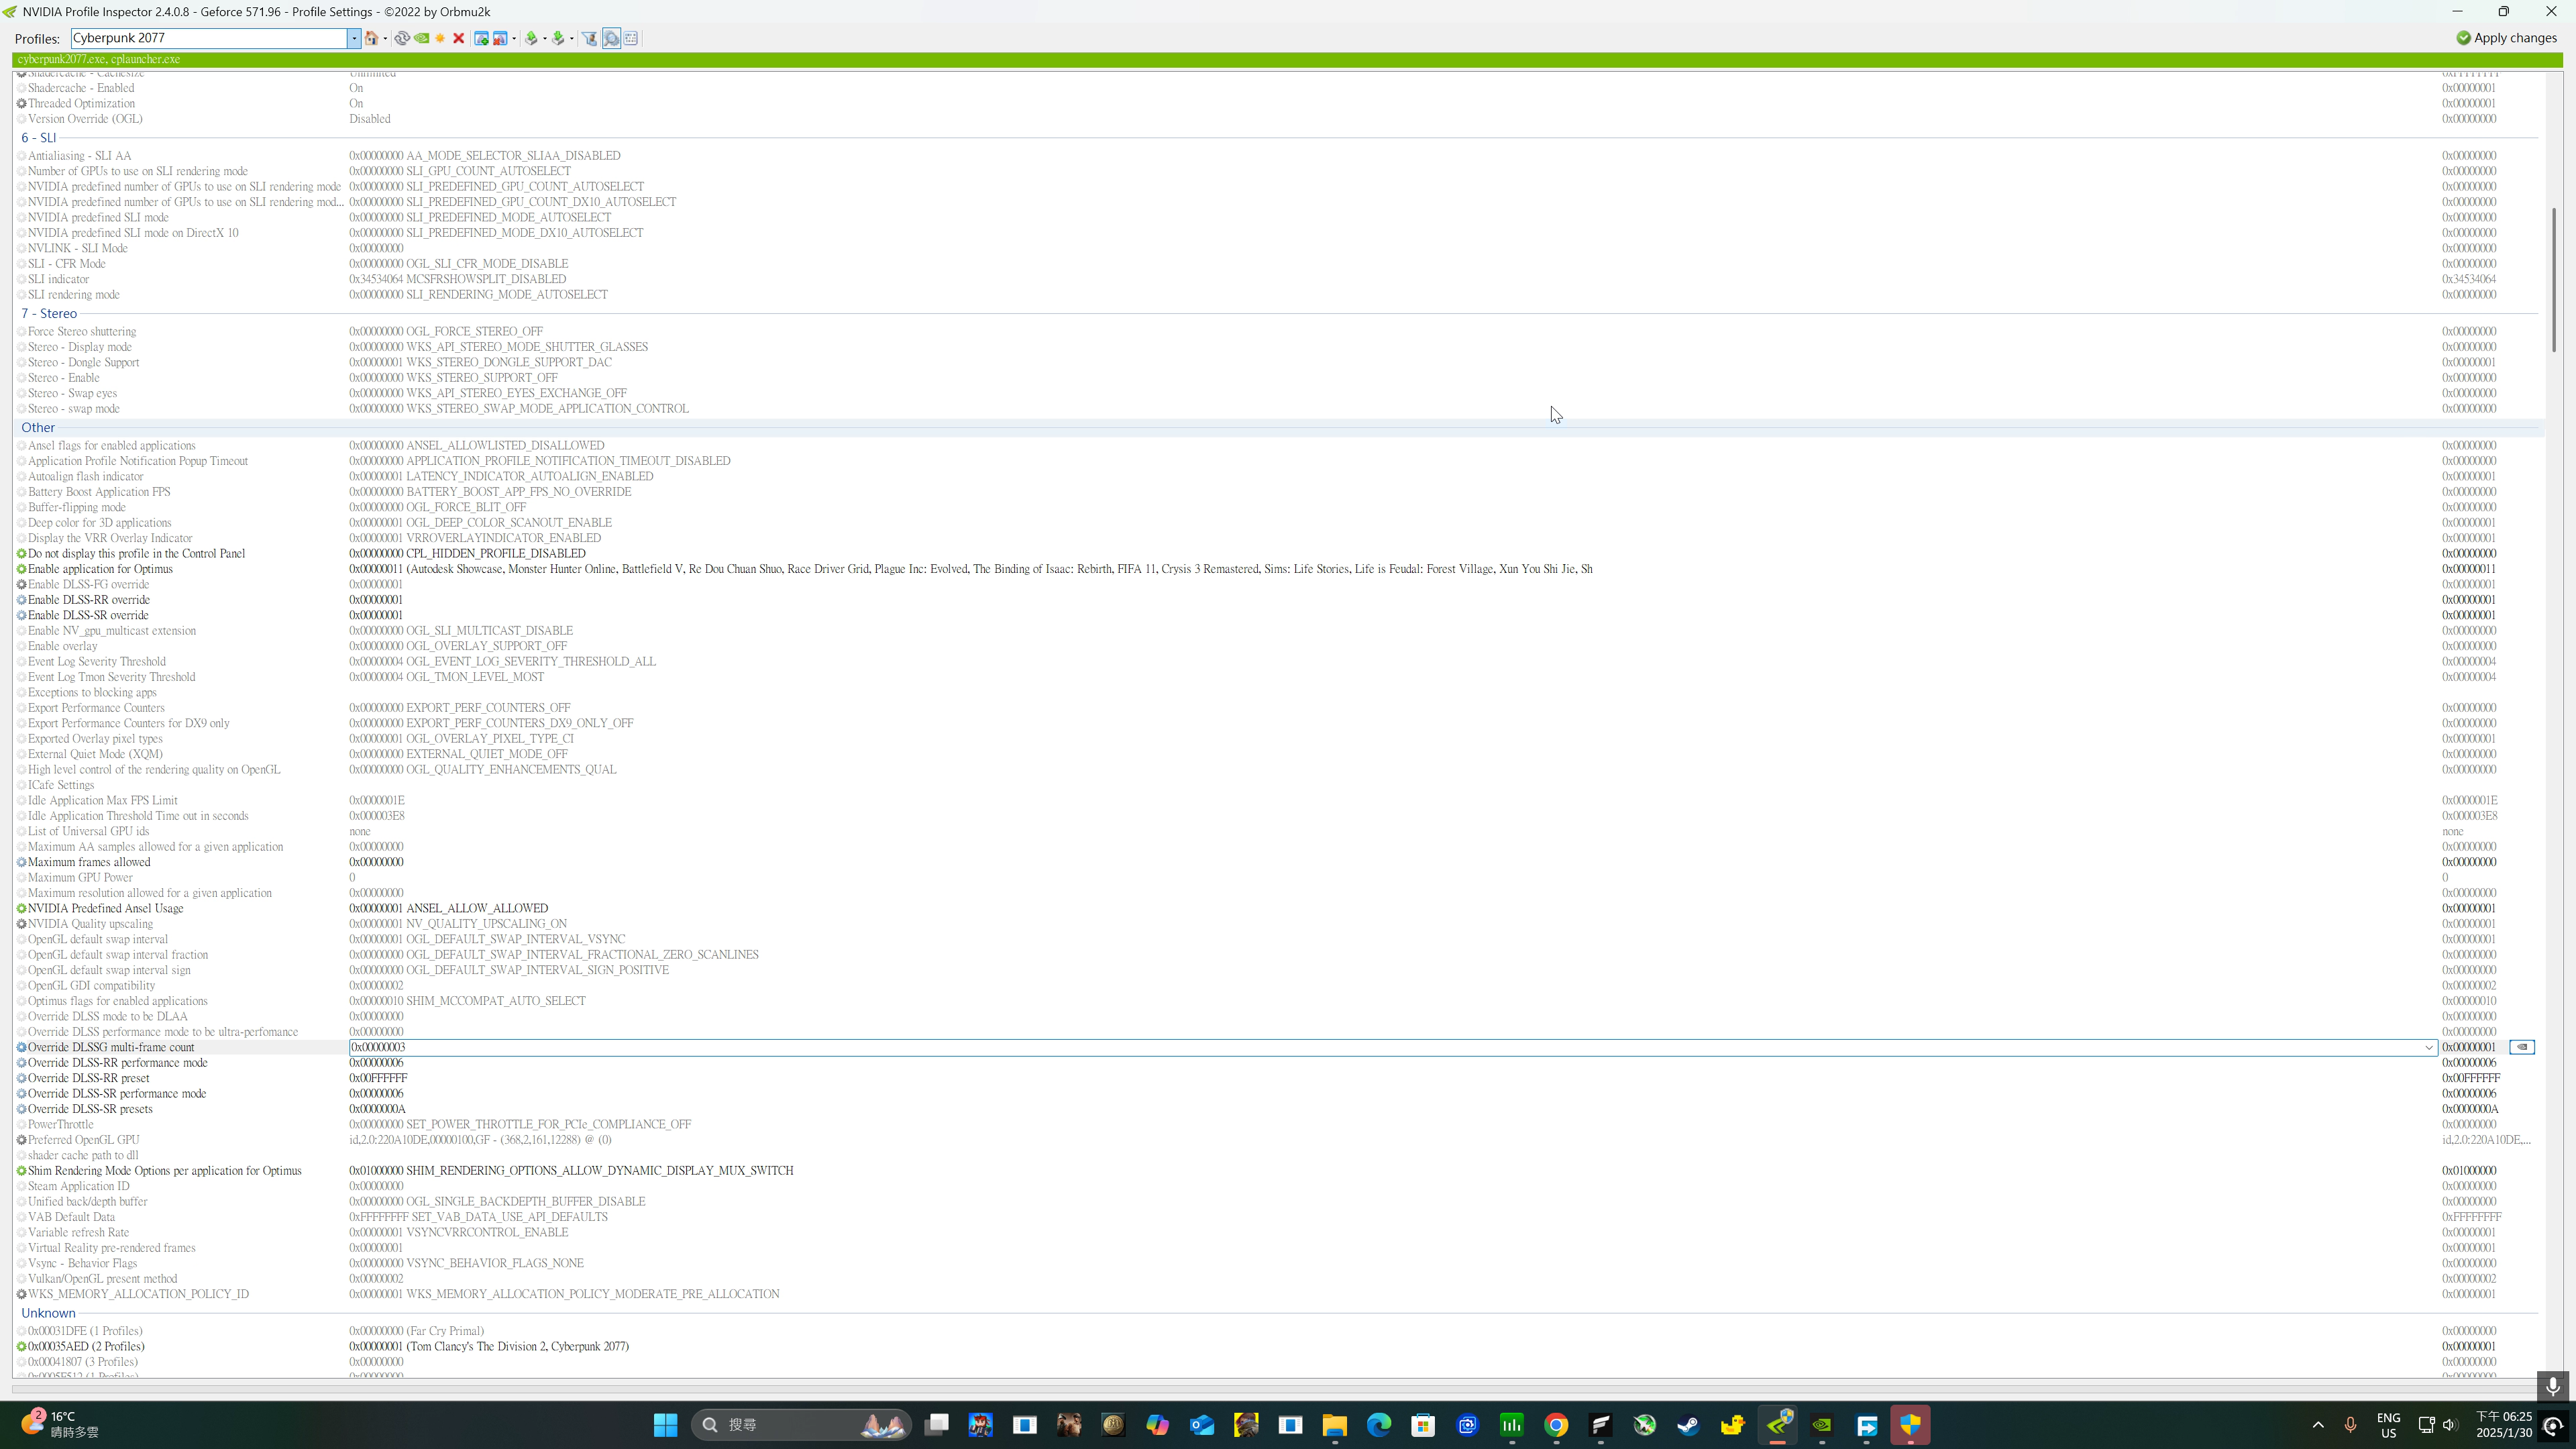 NVIDIA Profile Inspector 2.4.0.8 - Geforce 571.96 - Profile Settings - ©2022 by Orbmu2k
Profiles: Cyberpunk 2077 Apply changes
cyberpunk2077.exe, cplauncher.exe
Shadercache - Cachesize Unlimited 0xFFFFFFFF
Shadercache - Enabled On 0x00000001
Threaded Optimization On 0x00000001
Version Override (OGL) Disabled 0x00000000
6 - SLI
Antialiasing - SLI AA 0x00000000 AA_MODE_SELECTOR_SLIAA_DISABLED 0x00000000
Number of GPUs to use on SLI rendering mode 0x00000000 SLI_GPU_COUNT_AUTOSELECT 0x00000000
NVIDIA predefined number of GPUs to use on SLI rendering mode 0x00000000 SLI_PREDEFINED_GPU_COUNT_AUTOSELECT 0x00000000
NVIDIA predefined number of GPUs to use on SLI rendering mod... 0x00000000 SLI_PREDEFINED_GPU_COUNT_DX10_AUTOSELECT 0x00000000
NVIDIA predefined SLI mode 0x00000000 SLI_PREDEFINED_MODE_AUTOSELECT 0x00000000
NVIDIA predefined SLI mode on DirectX 10 0x00000000 SLI_PREDEFINED_MODE_DX10_AUTOSELECT 0x00000000
NVLINK - SLI Mode 0x00000000 0x00000000
SLI - CFR Mode 0x00000000 OGL_SLI_CFR_MODE_DISABLE 0x00000000
SLI indicator 0x34534064 MCSFRSHOWSPLIT_DISABLED 0x34534064
SLI rendering mode 0x00000000 SLI_RENDERING_MODE_AUTOSELECT 0x00000000
7 - Stereo
Force Stereo shuttering 0x00000000 OGL_FORCE_STEREO_OFF 0x00000000
Stereo - Display mode 0x00000000 WKS_API_STEREO_MODE_SHUTTER_GLASSES 0x00000000
Stereo - Dongle Support 0x00000001 WKS_STEREO_DONGLE_SUPPORT_DAC 0x00000001
Stereo - Enable 0x00000000 WKS_STEREO_SUPPORT_OFF 0x00000000
Stereo - Swap eyes 0x00000000 WKS_API_STEREO_EYES_EXCHANGE_OFF 0x00000000
Stereo - swap mode 0x00000000 WKS_STEREO_SWAP_MODE_APPLICATION_CONTROL 0x00000000
Other
Ansel flags for enabled applications 0x00000000 ANSEL_ALLOWLISTED_DISALLOWED 0x00000000
Application Profile Notification Popup Timeout 0x00000000 APPLICATION_PROFILE_NOTIFICATION_TIMEOUT_DISABLED 0x00000000
Autoalign flash indicator 0x00000001 LATENCY_INDICATOR_AUTOALIGN_ENABLED 0x00000001
Battery Boost Application FPS 0x00000000 BATTERY_BOOST_APP_FPS_NO_OVERRIDE 0x00000000
Buffer-flipping mode 0x00000000 OGL_FORCE_BLIT_OFF 0x00000000
Deep color for 3D applications 0x00000001 OGL_DEEP_COLOR_SCANOUT_ENABLE 0x00000001
Display the VRR Overlay Indicator 0x00000001 VRROVERLAYINDICATOR_ENABLED 0x00000001
Do not display this profile in the Control Panel 0x00000000 CPL_HIDDEN_PROFILE_DISABLED 0x00000000
Enable application for Optimus 0x00000011 (Autodesk Showcase, Monster Hunter Online, Battlefield V, Re Dou Chuan Shuo, Race Driver Grid, Plague Inc: Evolved, The Binding of Isaac: Rebirth, FIFA 11, Crysis 3 Remastered, Sims: Life Stories, Life is Feudal: Forest Village, Xun You Shi Jie, Sh 0x00000011
Enable DLSS-FG override 0x00000001 0x00000001
Enable DLSS-RR override 0x00000001 0x00000001
Enable DLSS-SR override 0x00000001 0x00000001
Enable NV_gpu_multicast extension 0x00000000 OGL_SLI_MULTICAST_DISABLE 0x00000000
Enable overlay 0x00000000 OGL_OVERLAY_SUPPORT_OFF 0x00000000
Event Log Severity Threshold 0x00000004 OGL_EVENT_LOG_SEVERITY_THRESHOLD_ALL 0x00000004
Event Log Tmon Severity Threshold 0x00000004 OGL_TMON_LEVEL_MOST 0x00000004
Exceptions to blocking apps
Export Performance Counters 0x00000000 EXPORT_PERF_COUNTERS_OFF 0x00000000
Export Performance Counters for DX9 only 0x00000000 EXPORT_PERF_COUNTERS_DX9_ONLY_OFF 0x00000000
Exported Overlay pixel types 0x00000001 OGL_OVERLAY_PIXEL_TYPE_CI 0x00000001
External Quiet Mode (XQM) 0x00000000 EXTERNAL_QUIET_MODE_OFF 0x00000000
High level control of the rendering quality on OpenGL 0x00000000 OGL_QUALITY_ENHANCEMENTS_QUAL 0x00000000
ICafe Settings
Idle Application Max FPS Limit 0x0000001E 0x0000001E
Idle Application Threshold Time out in seconds 0x000003E8 0x000003E8
List of Universal GPU ids none none
Maximum AA samples allowed for a given application 0x00000000 0x00000000
Maximum frames allowed 0x00000000 0x00000000
Maximum GPU Power 0 0
Maximum resolution allowed for a given application 0x00000000 0x00000000
NVIDIA Predefined Ansel Usage 0x00000001 ANSEL_ALLOW_ALLOWED 0x00000001
NVIDIA Quality upscaling 0x00000001 NV_QUALITY_UPSCALING_ON 0x00000001
OpenGL default swap interval 0x00000001 OGL_DEFAULT_SWAP_INTERVAL_VSYNC 0x00000001
OpenGL default swap interval fraction 0x00000000 OGL_DEFAULT_SWAP_INTERVAL_FRACTIONAL_ZERO_SCANLINES 0x00000000
OpenGL default swap interval sign 0x00000000 OGL_DEFAULT_SWAP_INTERVAL_SIGN_POSITIVE 0x00000000
OpenGL GDI compatibility 0x00000002 0x00000002
Optimus flags for enabled applications 0x00000010 SHIM_MCCOMPAT_AUTO_SELECT 0x00000010
Override DLSS mode to be DLAA 0x00000000 0x00000000
Override DLSS performance mode to be ultra-perfomance 0x00000000 0x00000000
Override DLSSG multi-frame count 0x00000003 0x00000001
Override DLSS-RR performance mode 0x00000006 0x00000006
Override DLSS-RR preset 0x00FFFFFF 0x00FFFFFF
Override DLSS-SR performance mode 0x00000006 0x00000006
Override DLSS-SR presets 0x0000000A 0x0000000A
PowerThrottle 0x00000000 SET_POWER_THROTTLE_FOR_PCIe_COMPLIANCE_OFF 0x00000000
Preferred OpenGL GPU id,2.0:220A10DE,00000100,GF - (368,2,161,12288) @ (0) id,2.0:220A10DE,...
shader cache path to dll
Shim Rendering Mode Options per application for Optimus 0x01000000 SHIM_RENDERING_OPTIONS_ALLOW_DYNAMIC_DISPLAY_MUX_SWITCH 0x01000000
Steam Application ID 0x00000000 0x00000000
Unified back/depth buffer 0x00000000 OGL_SINGLE_BACKDEPTH_BUFFER_DISABLE 0x00000000
VAB Default Data 0xFFFFFFFF SET_VAB_DATA_USE_API_DEFAULTS 0xFFFFFFFF
Variable refresh Rate 0x00000001 VSYNCVRRCONTROL_ENABLE 0x00000001
Virtual Reality pre-rendered frames 0x00000001 0x00000001
Vsync - Behavior Flags 0x00000000 VSYNC_BEHAVIOR_FLAGS_NONE 0x00000000
Vulkan/OpenGL present method 0x00000002 0x00000002
WKS_MEMORY_ALLOCATION_POLICY_ID 0x00000001 WKS_MEMORY_ALLOCATION_POLICY_MODERATE_PRE_ALLOCATION 0x00000001
Unknown
0x00031DFE (1 Profiles) 0x00000000 (Far Cry Primal) 0x00000000
0x00035AED (2 Profiles) 0x00000001 (Tom Clancy's The Division 2, Cyberpunk 2077) 0x00000001
0x00041807 (3 Profiles) 0x00000000 0x00000000
2 16°C
晴時多雲
搜尋
ENG
US
下午 06:25
2025/1/30